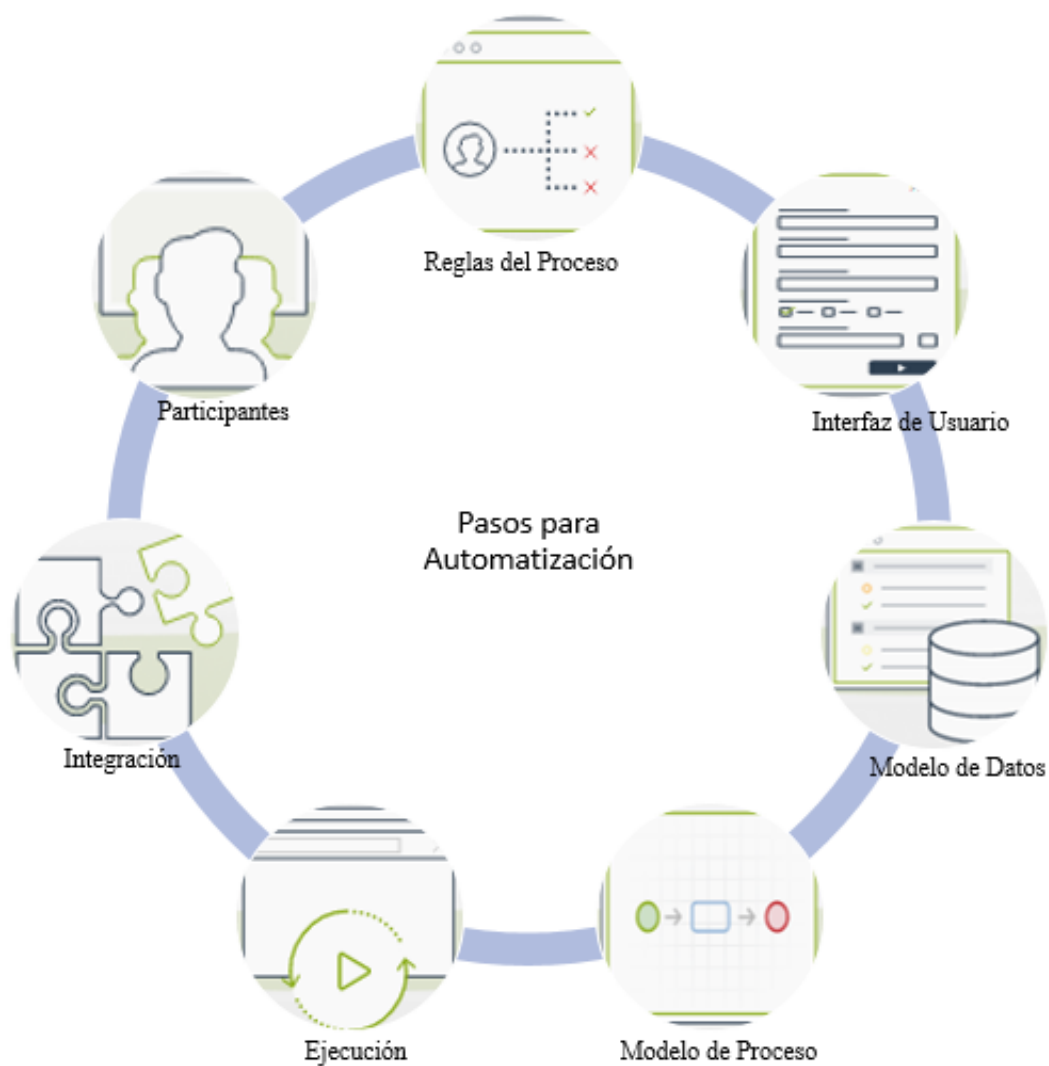 Reglas del Proceso
Participantes
Interfaz de Usuario
Pasos para
Automatización
Integración
Modelo de Datos
Ejecución
Modelo de Proceso